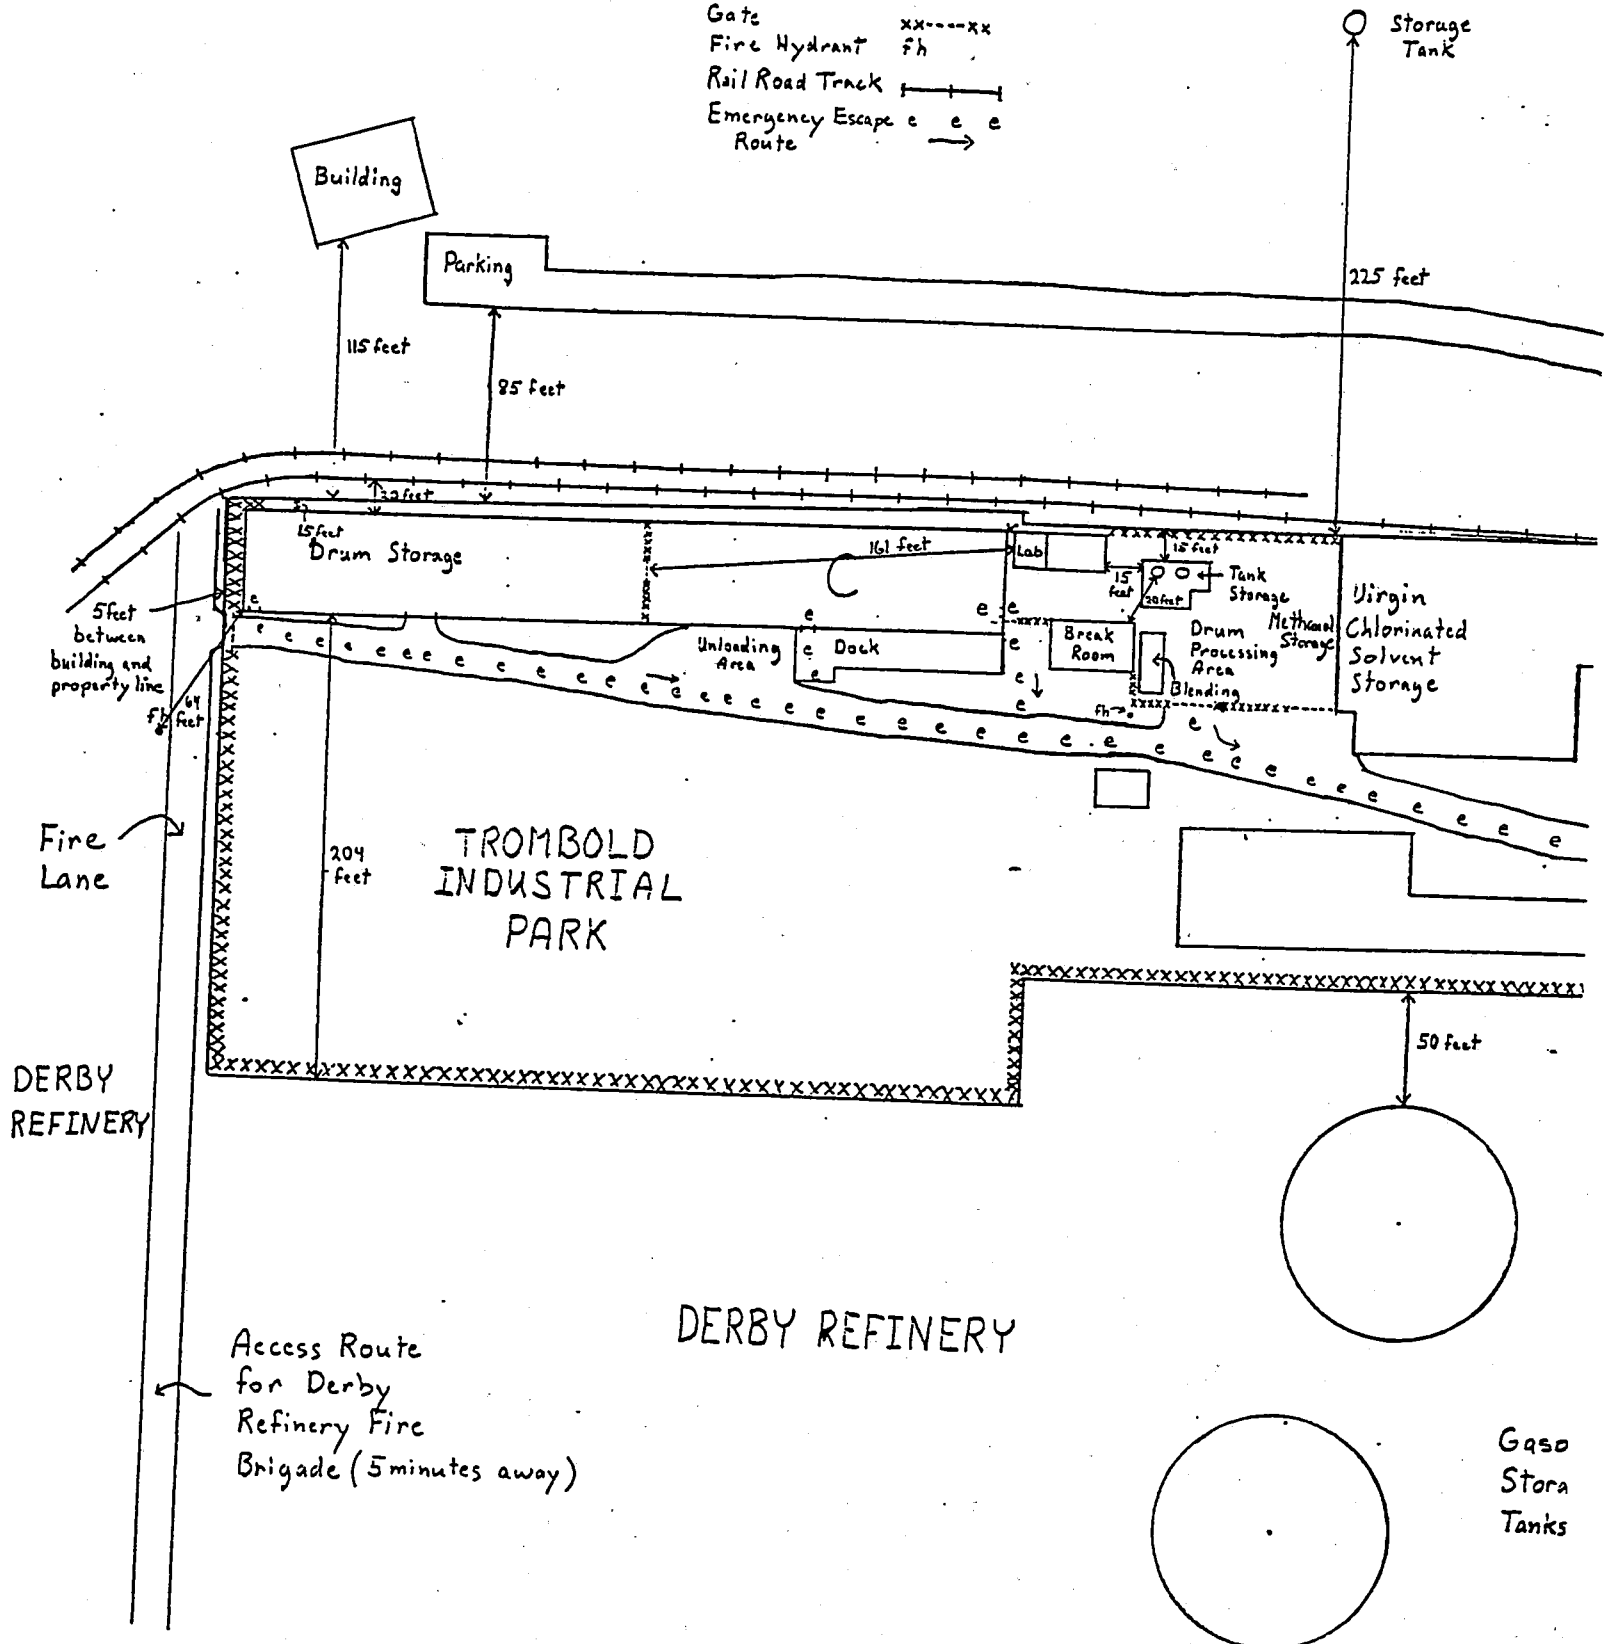 Gate xx----xx
Fire Hydrant fh
Rail Road Track
Emergency Escape e e e
Route
Storage
Tank
Building
Parking
225 feet
115 feet
85 feet
15 feet
Drum Storage
161 feet
C
Lab
15 feet
15
feet
20 feet
Tank
Storage
Methanol
Storage
Virgin
Chlorinated
Solvent
Storage
5 feet
between
building and
property line
fh
64
feet
Unloading
Area
Dock
Break
Room
Drum
Processing
Area
Blending
fh
Fire
Lane
204
feet
TROMBOLD
INDUSTRIAL
PARK
50 feet
DERBY
REFINERY
DERBY REFINERY
Access Route
for Derby
Refinery Fire
Brigade (5 minutes away)
Gaso
Stora
Tanks